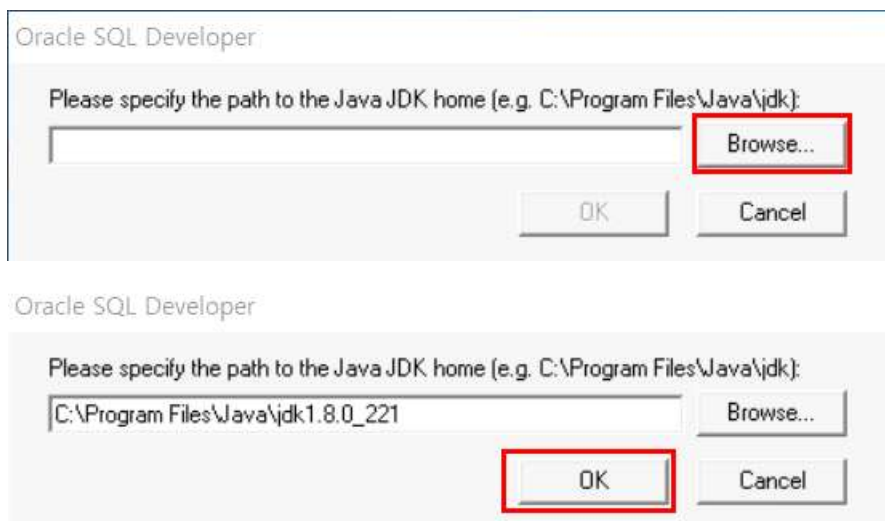 Oracle SQL Developer
Please specify the path to the Java JDK home (e.g. C:\Program Files\Java\jdk):
Browse...
OK Cancel
Oracle SQL Developer
Please specify the path to the Java JDK home (e.g. C:\Program Files\Java\jdk):
C:\Program Files\Java\jdk1.8.0_221 Browse...
OK Cancel